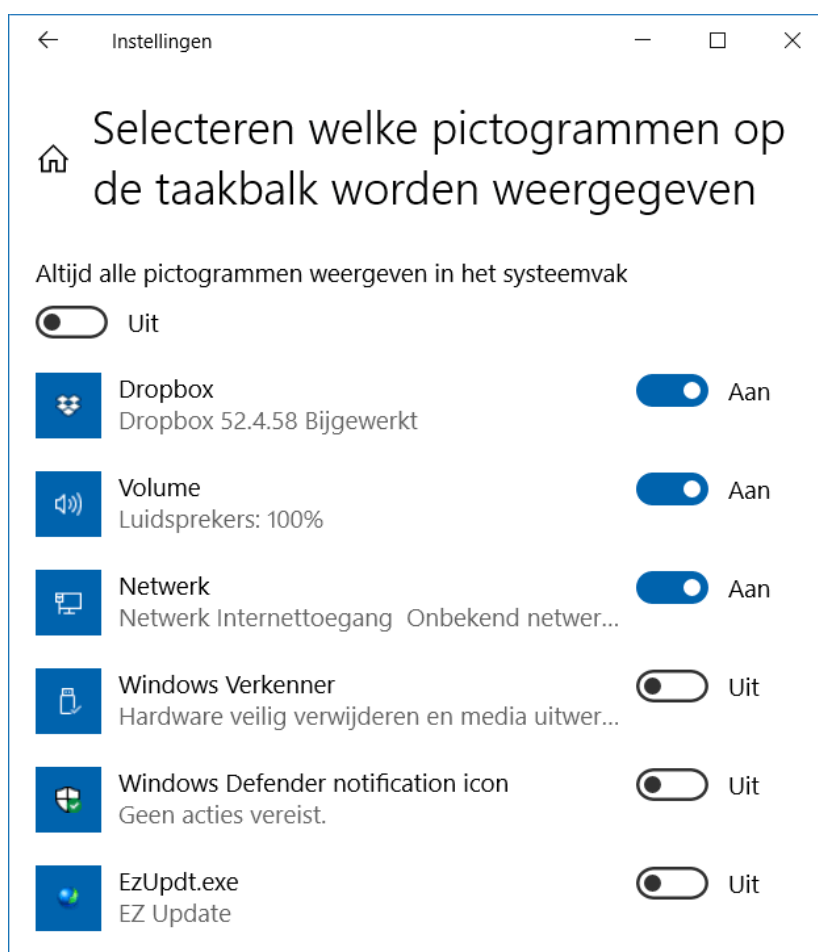 Instellingen
Selecteren welke pictogrammen op
de taakbalk worden weergegeven
Altijd alle pictogrammen weergeven in het systeemvak
Uit
Dropbox
Aan
Dropbox 52.4.58 Bijgewerkt
Volume
Aan
Luidsprekers: 100%
Netwerk
Aan
Netwerk Internettoegang  Onbekend netwer...
Windows Verkenner
Uit
Hardware veilig verwijderen en media uitwer...
Windows Defender notification icon
Uit
Geen acties vereist.
EzUpdt.exe
Uit
EZ Update